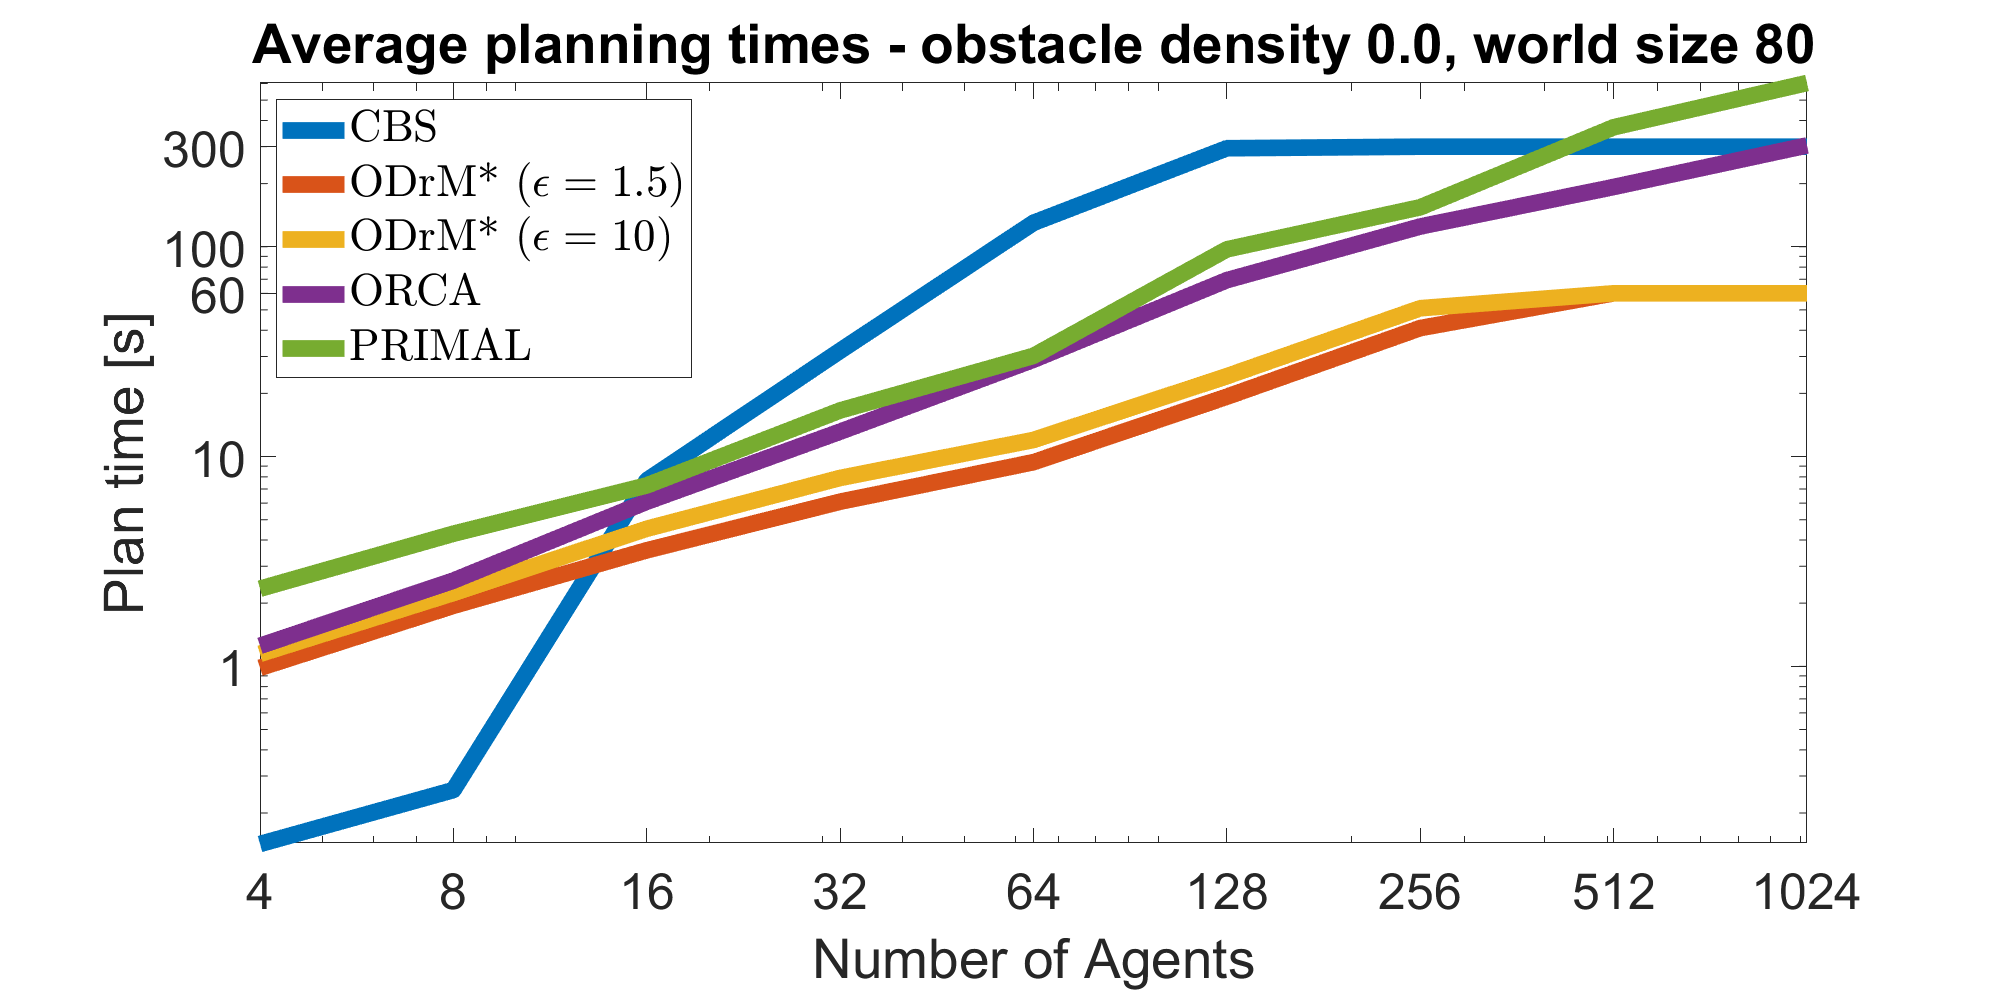 Average planning times - obstacle density 0.0, world size 80
CBS
ODrM* (ϵ = 1.5)
ODrM* (ϵ = 10)
ORCA
PRIMAL
300
100
60
10
1
Plan time [s]
4 8 16 32 64 128 256 512 1024
Number of Agents